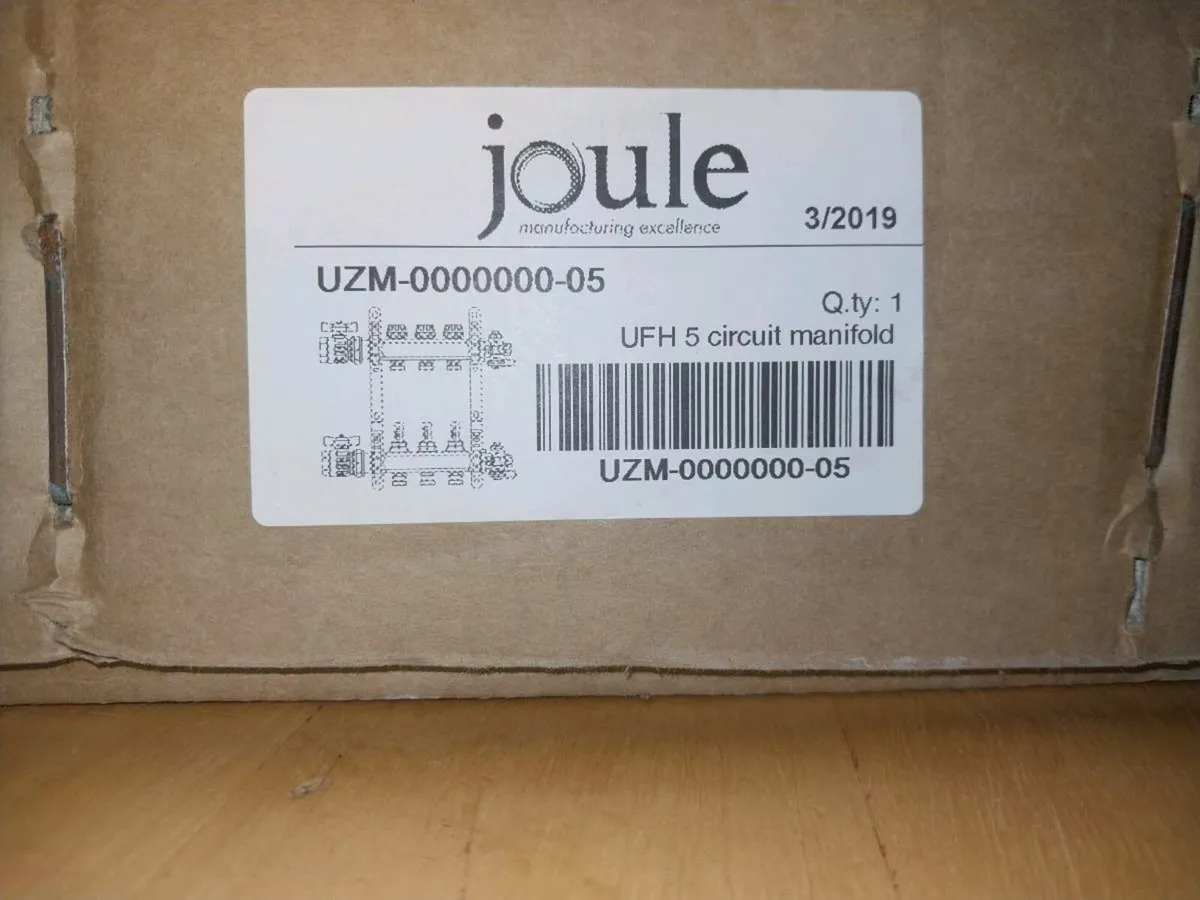 joule
manufacturing excellence
3/2019
UZM-0000000-05
Q.ty: 1
UFH 5 circuit manifold
UZM-0000000-05